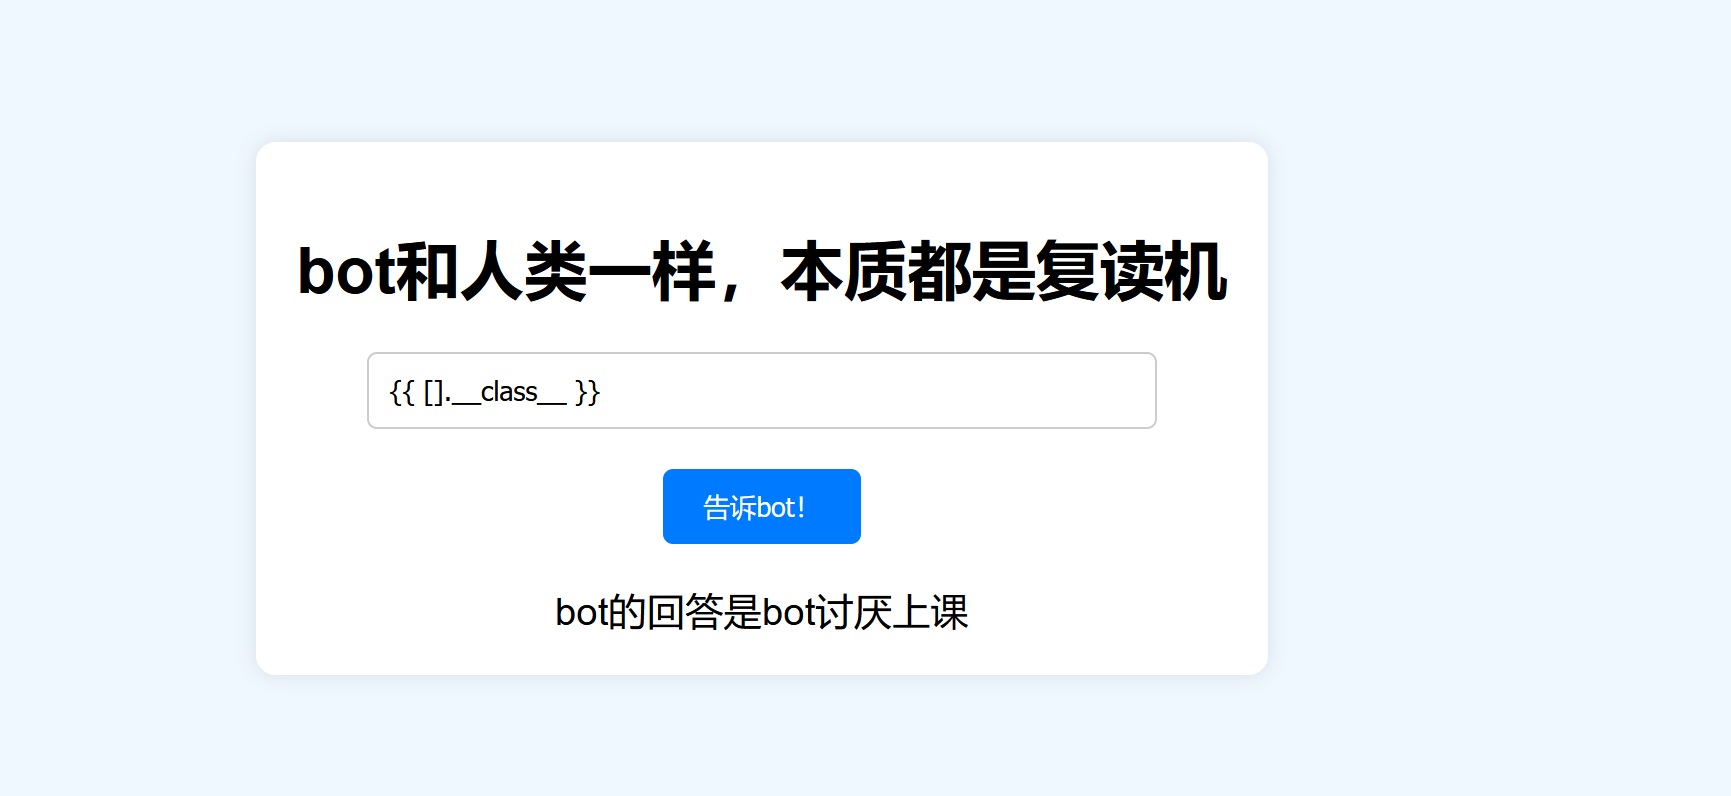 bot和人类一样，本质都是复读机
{{ [].__class__ }}
告诉bot！
bot的回答是bot讨厌上课